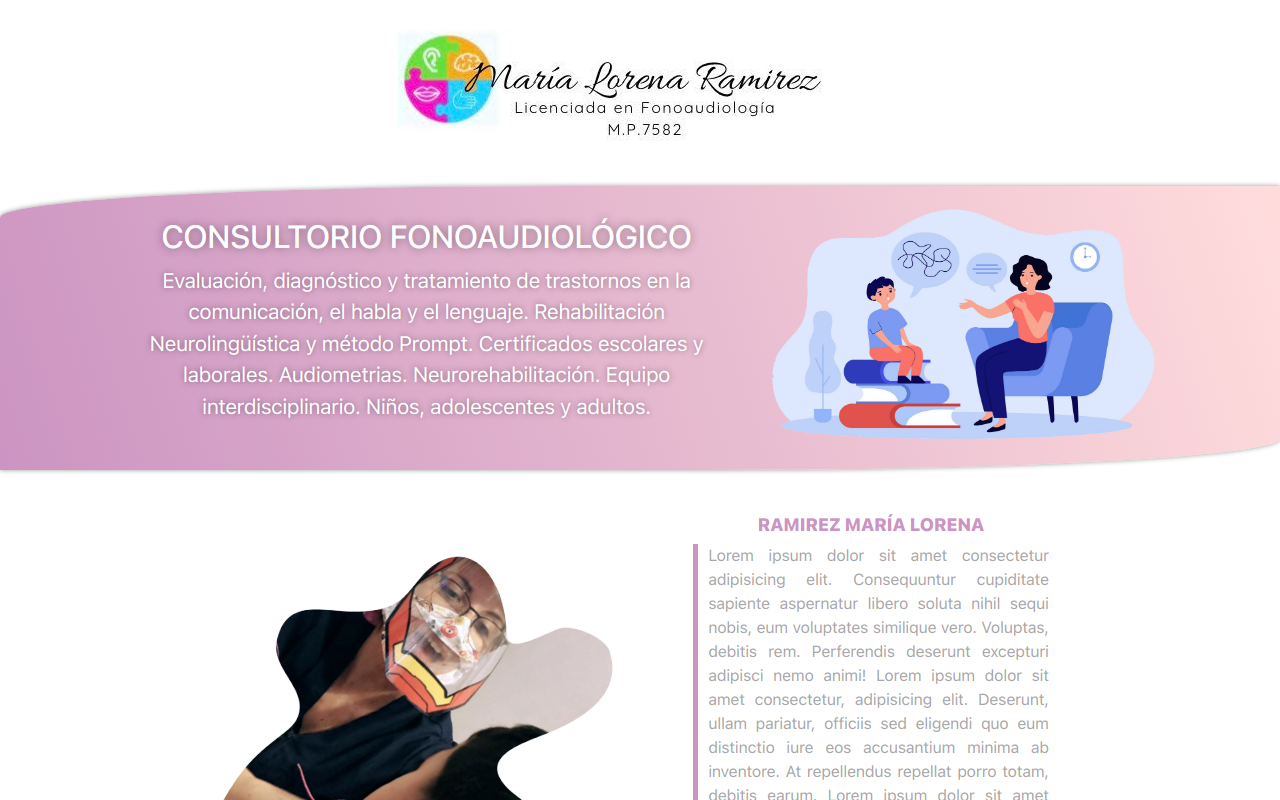 María Lorena Ramirez
Licenciada en Fonoaudiología
M.P.7582
CONSULTORIO FONOAUDIOLÓGICO
Evaluación, diagnóstico y tratamiento de trastornos en la
comunicación, el habla y el lenguaje. Rehabilitación
Neurolingüística y método Prompt. Certificados escolares y
laborales. Audiometrias. Neurorehabilitación. Equipo
interdisciplinario. Niños, adolescentes y adultos.
RAMIREZ MARÍA LORENA
Lorem ipsum dolor sit amet consectetur
adipisicing elit. Consequuntur cupiditate
sapiente aspernatur libero soluta nihil sequi
nobis, eum voluptates similique vero. Voluptas,
debitis rem. Perferendis deserunt excepturi
adipisci nemo animi! Lorem ipsum dolor sit
amet consectetur, adipisicing elit. Deserunt,
ullam pariatur, officiis sed eligendi quo eum
distinctio iure eos accusantium minima ab
inventore. At repellendus repellat porro totam,
debitis earum. Lorem ipsum dolor sit amet